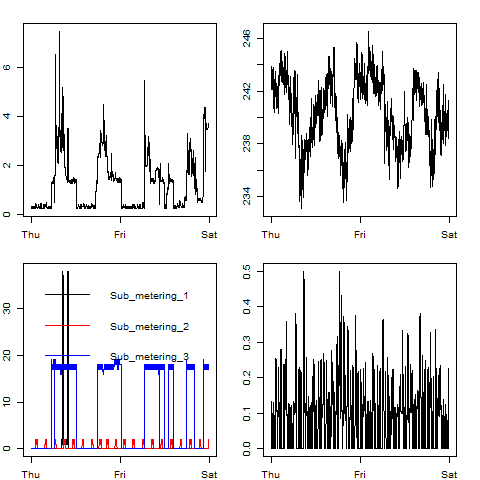 0 2 4 6
Thu Fri Sat
234 238 242 246
Thu Fri Sat
0 10 20 30
Sub_metering_1
Sub_metering_2
Sub_metering_3
Thu Fri Sat
0.0 0.1 0.2 0.3 0.4 0.5
Thu Fri Sat